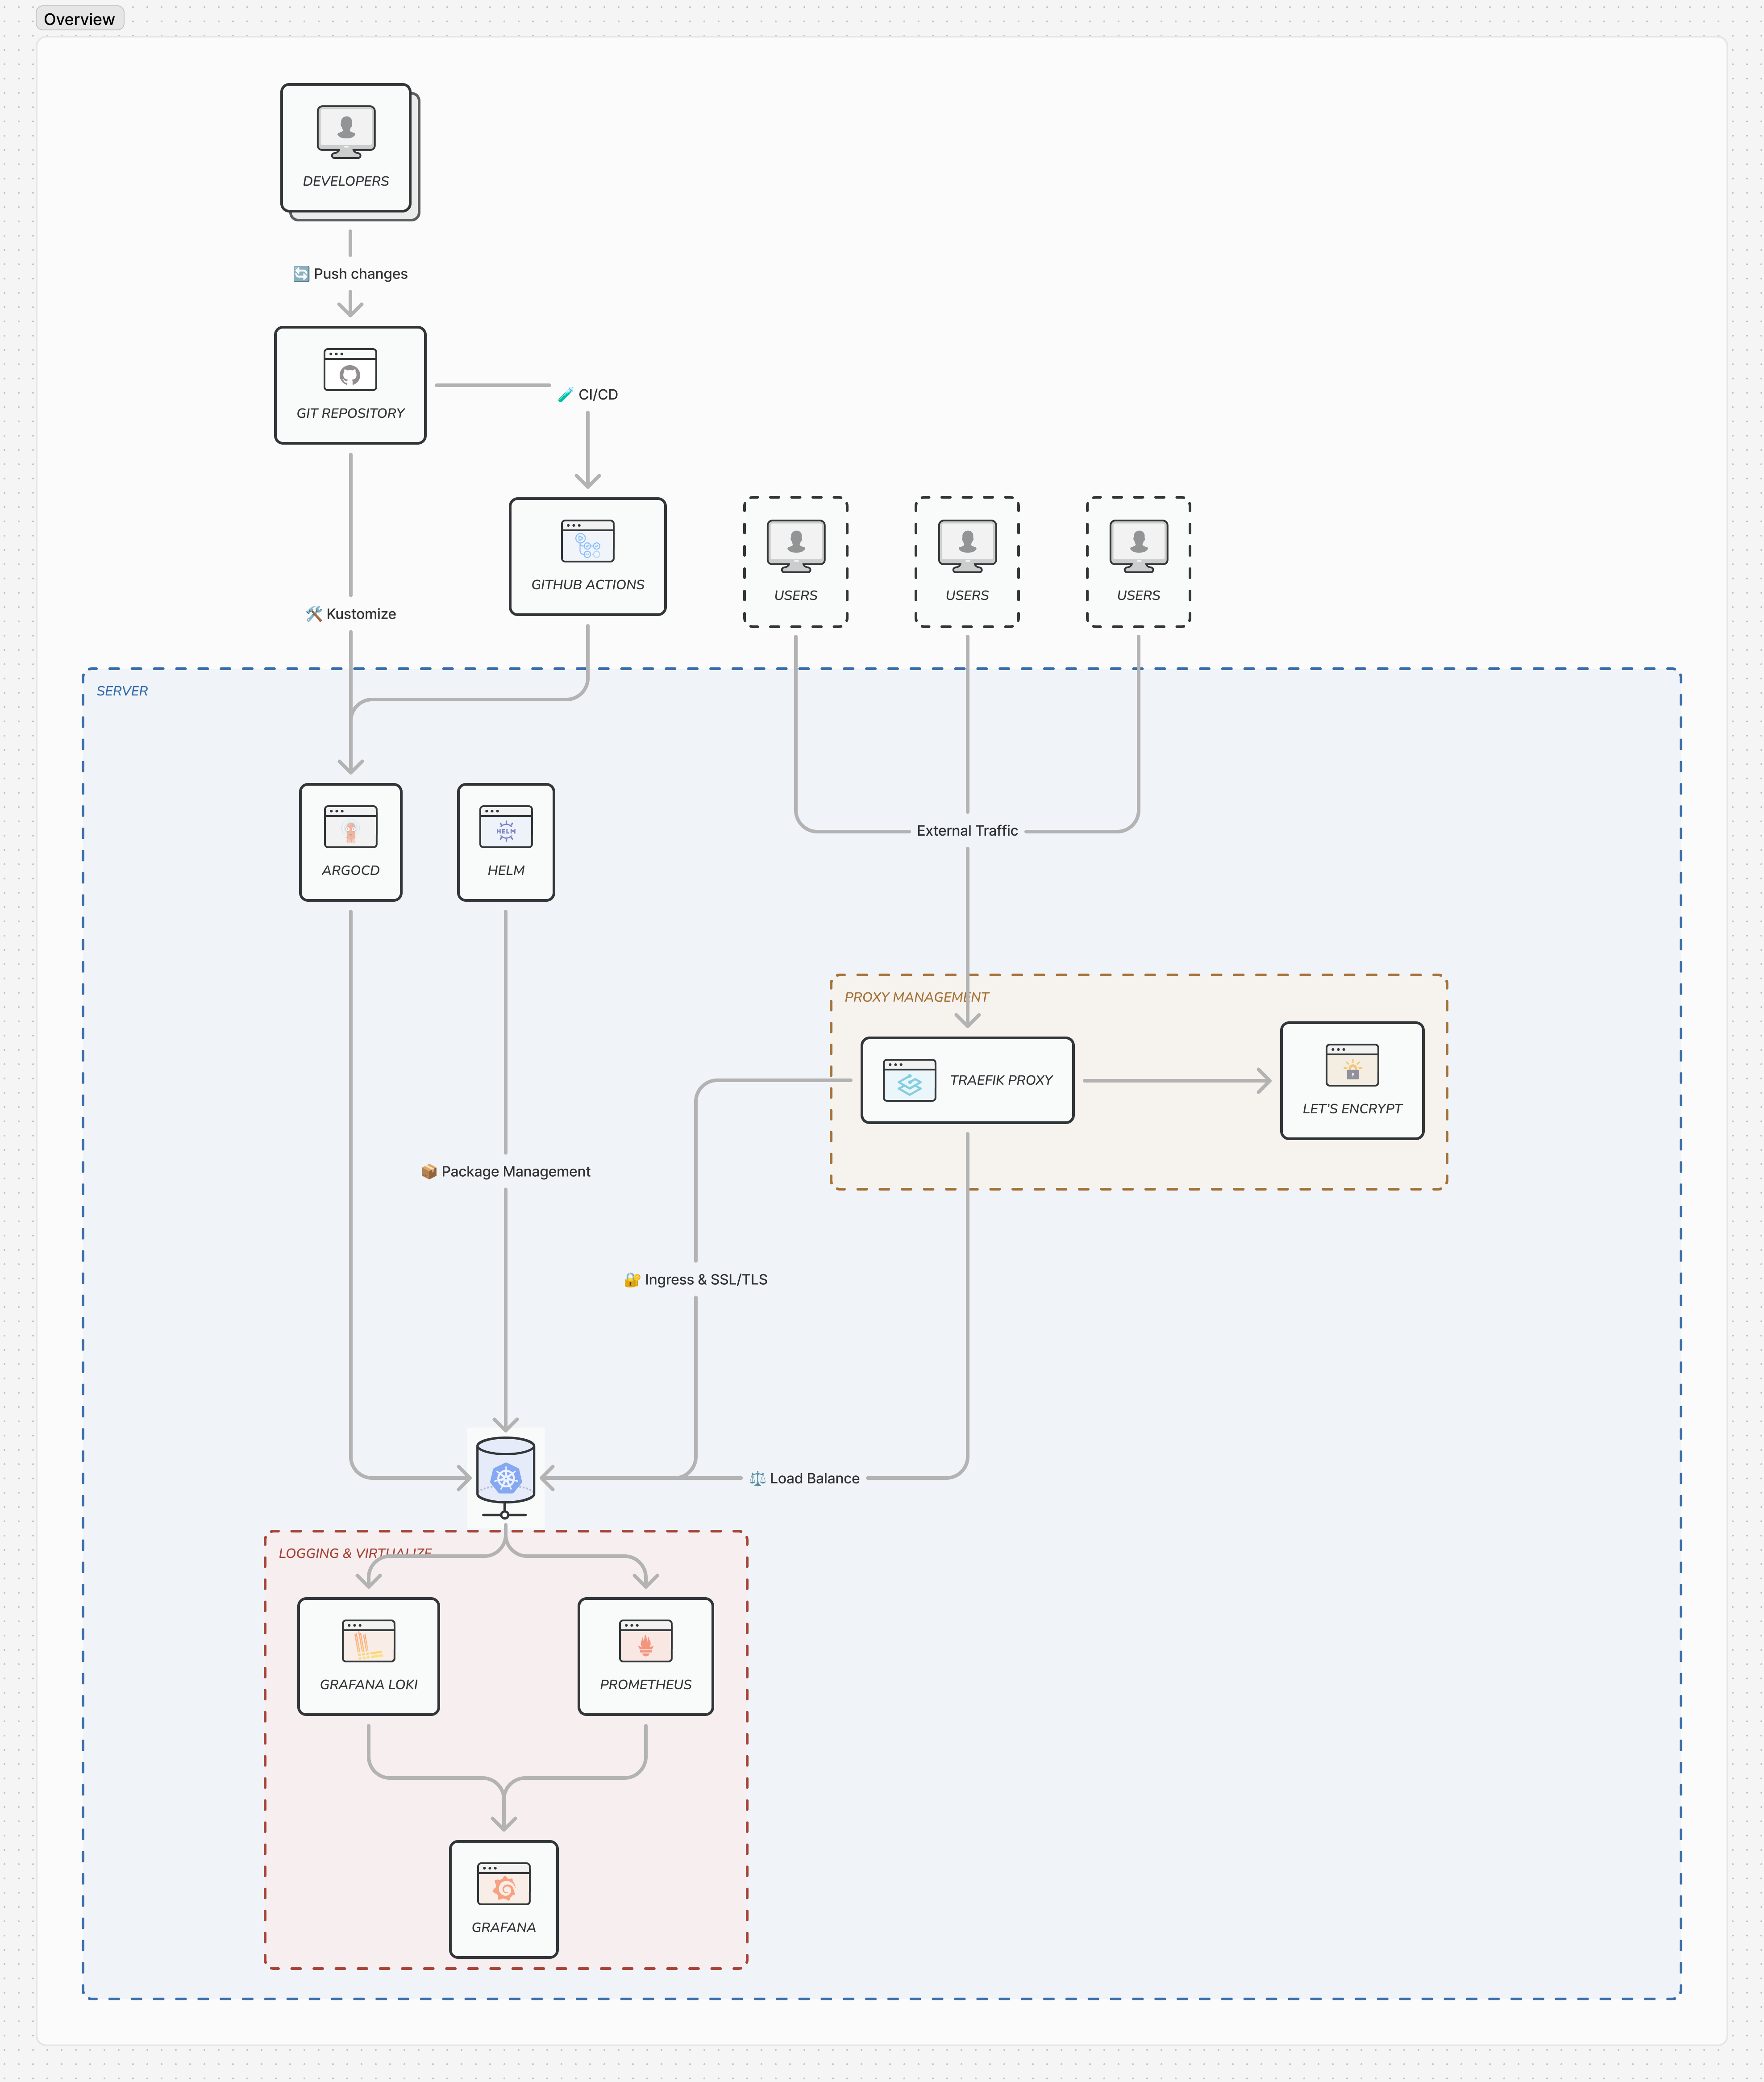 Overview
DEVELOPERS
🔄 Push changes
GIT REPOSITORY
🧪 CI/CD
GITHUB ACTIONS
USERS
USERS
USERS
🛠️ Kustomize
SERVER
ARGOCD
HELM
HELM
External Traffic
PROXY MANAGEMENT
TRAEFIK PROXY
LET'S ENCRYPT
📦 Package Management
🔐 Ingress & SSL/TLS
⚖️ Load Balance
LOGGING & VIRTUALIZE
GRAFANA LOKI
PROMETHEUS
GRAFANA